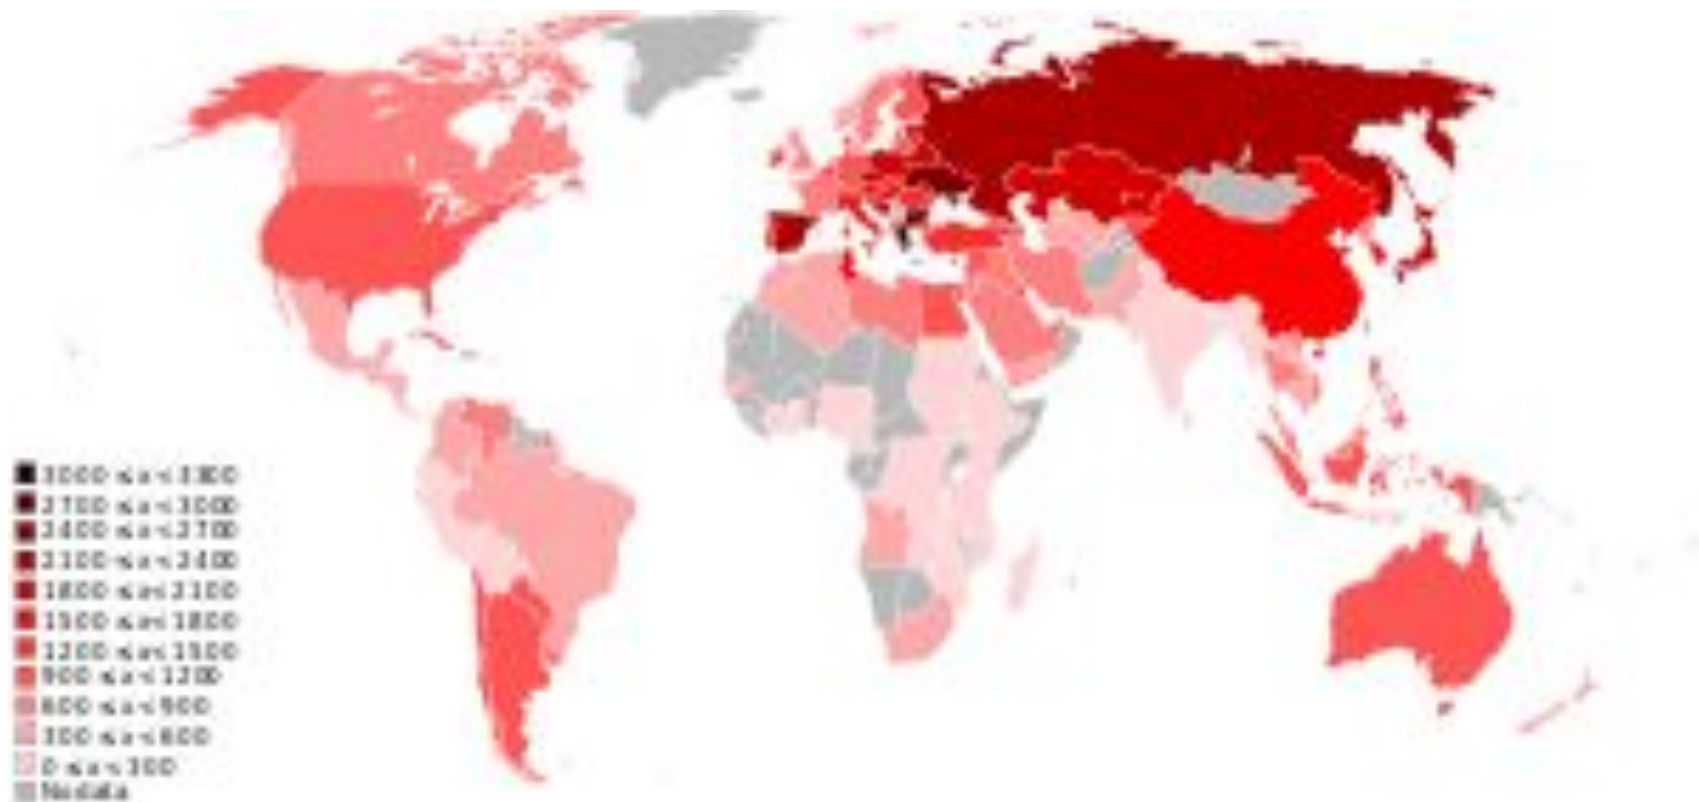 3000 ≤ a < 3300
2700 ≤ a < 3000
2400 ≤ a < 2700
2100 ≤ a < 2400
1800 ≤ a < 2100
1500 ≤ a < 1800
1200 ≤ a < 1500
900 ≤ a < 1200
600 ≤ a < 900
300 ≤ a < 600
0 ≤ a < 300
No data